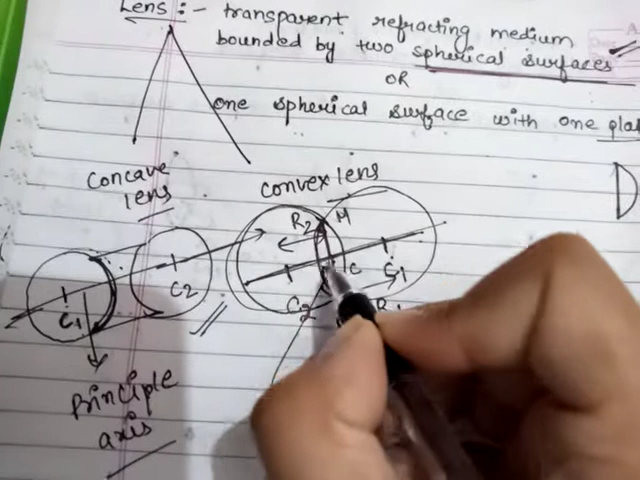 Lens :- transparent refracting medium
bounded by two spherical surfaces
OR
one spherical surface with one
Concave
lens
Convex lens
R2 M
C
C1
C2
C2
C1
Principle
axis